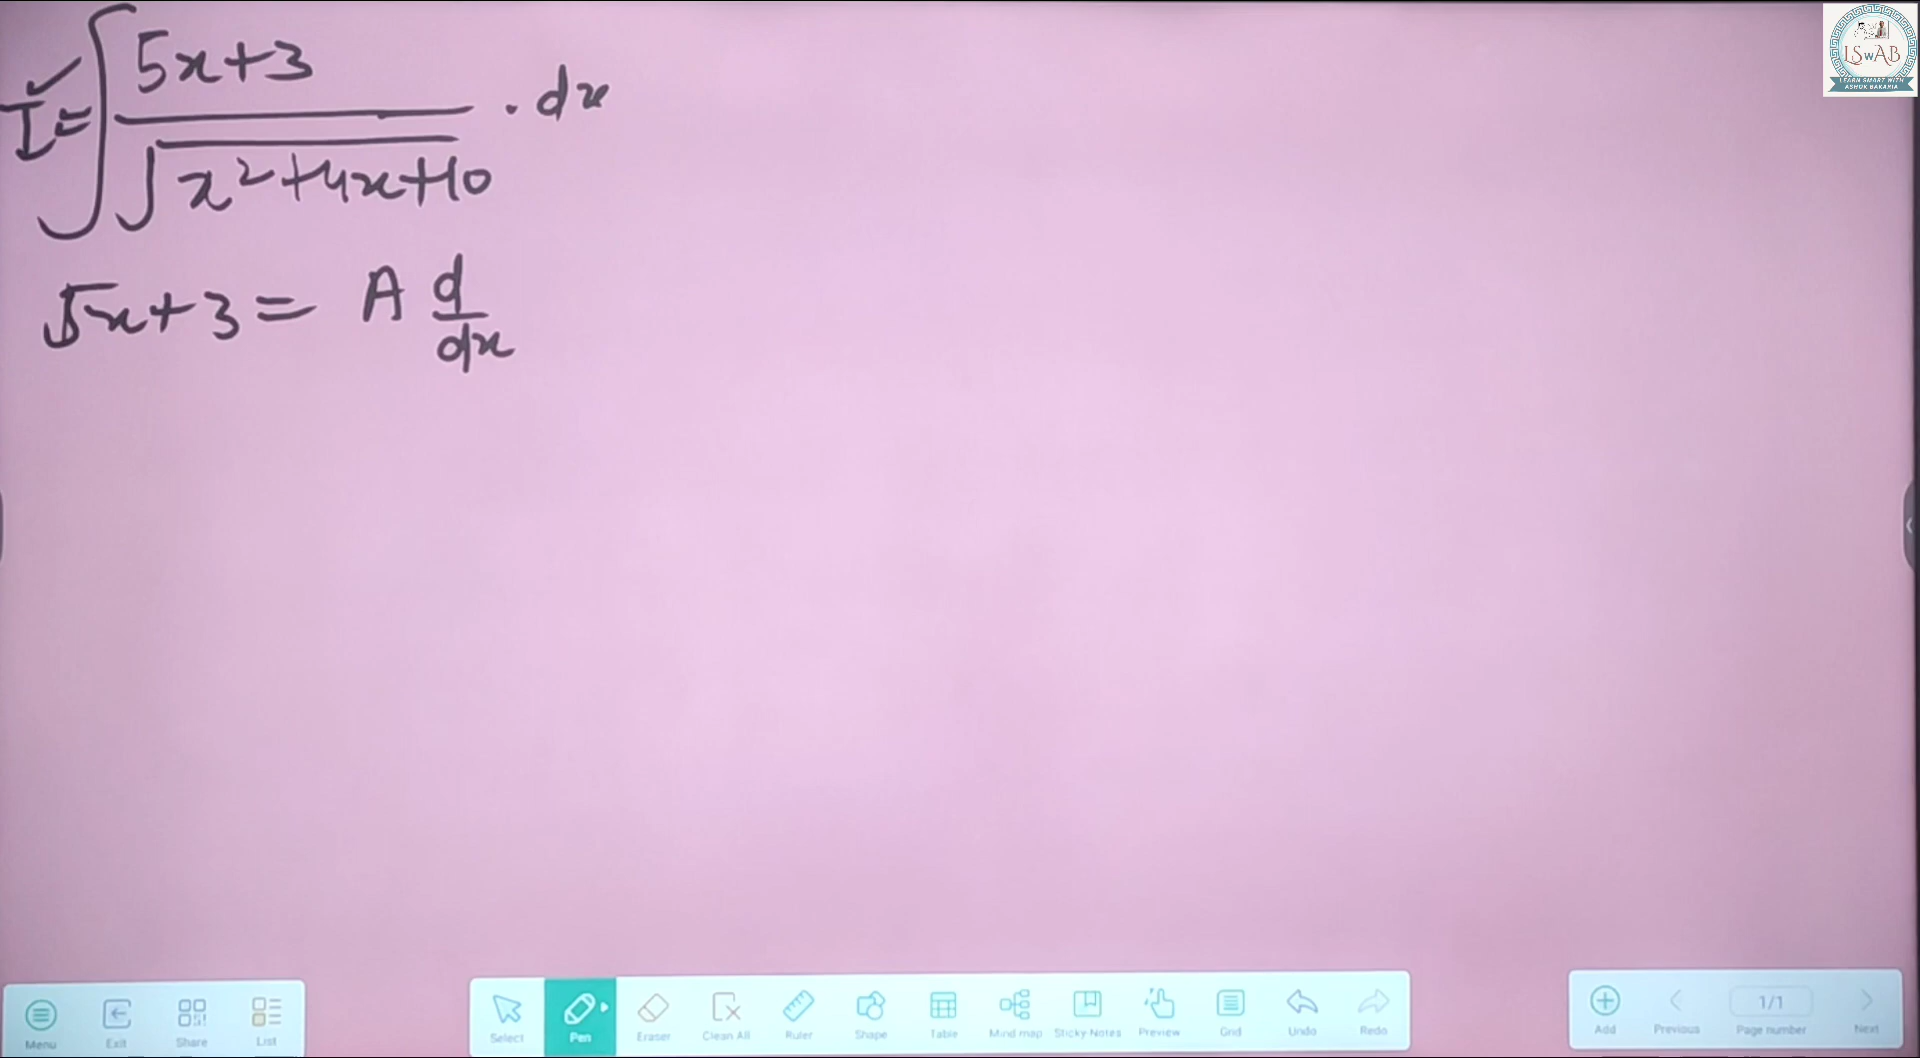 I = ∫ 5x+3 / √x²+4x+10 . dx
5x+3 = A d/dx
LSwAB
LEARN SMART WITH
ASHOK BAKARIA
Menu
Exit
Share
List
Select
Pen
Eraser
Clean All
Ruler
Shape
Table
Mind map
Sticky Notes
Preview
Grid
Undo
Redo
Add
Previous
1/1
Page number
Next